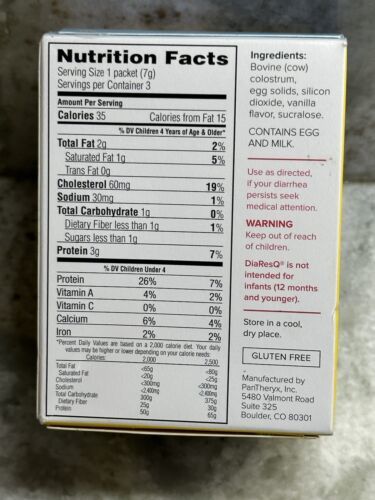 Nutrition Facts
Serving Size 1 packet (7g)
Servings per Container 3
Amount Per Serving
Calories 35 Calories from Fat 15
% DV Children 4 Years of Age & Older*
Total Fat 2g 2%
Saturated Fat 1g 5%
Trans Fat 0g
Cholesterol 60mg 19%
Sodium 30mg 1%
Total Carbohydrate 1g 0%
Dietary Fiber less than 1g 1%
Sugars less than 1g
Protein 3g 7%
% DV Children Under 4
Protein 26% 7%
Vitamin A 4% 2%
Vitamin C 0% 0%
Calcium 6% 4%
Iron 2% 2%
*Percent Daily Values are based on a 2,000 calorie diet. Your daily
values may be higher or lower depending on your calorie needs:
Calories: 2,000 2,500
Total Fat <65g <80g
Saturated Fat <20g <25g
Cholesterol <300mg <300mg
Sodium <2,400mg <2,400mg
Total Carbohydrate 300g 375g
Dietary Fiber 25g 30g
Protein 50g 65g
Ingredients:
Bovine (cow)
colostrum,
egg solids, silicon
dioxide, vanilla
flavor, sucralose.
CONTAINS EGG
AND MILK.
Use as directed,
if your diarrhea
persists seek
medical attention.
WARNING
Keep out of reach
of children.
DiaResQ® is not
intended for
infants (12 months
and younger).
Store in a cool,
dry place.
GLUTEN FREE
Manufactured by
PanTheryx, Inc.
5480 Valmont Road
Suite 325
Boulder, CO 80301